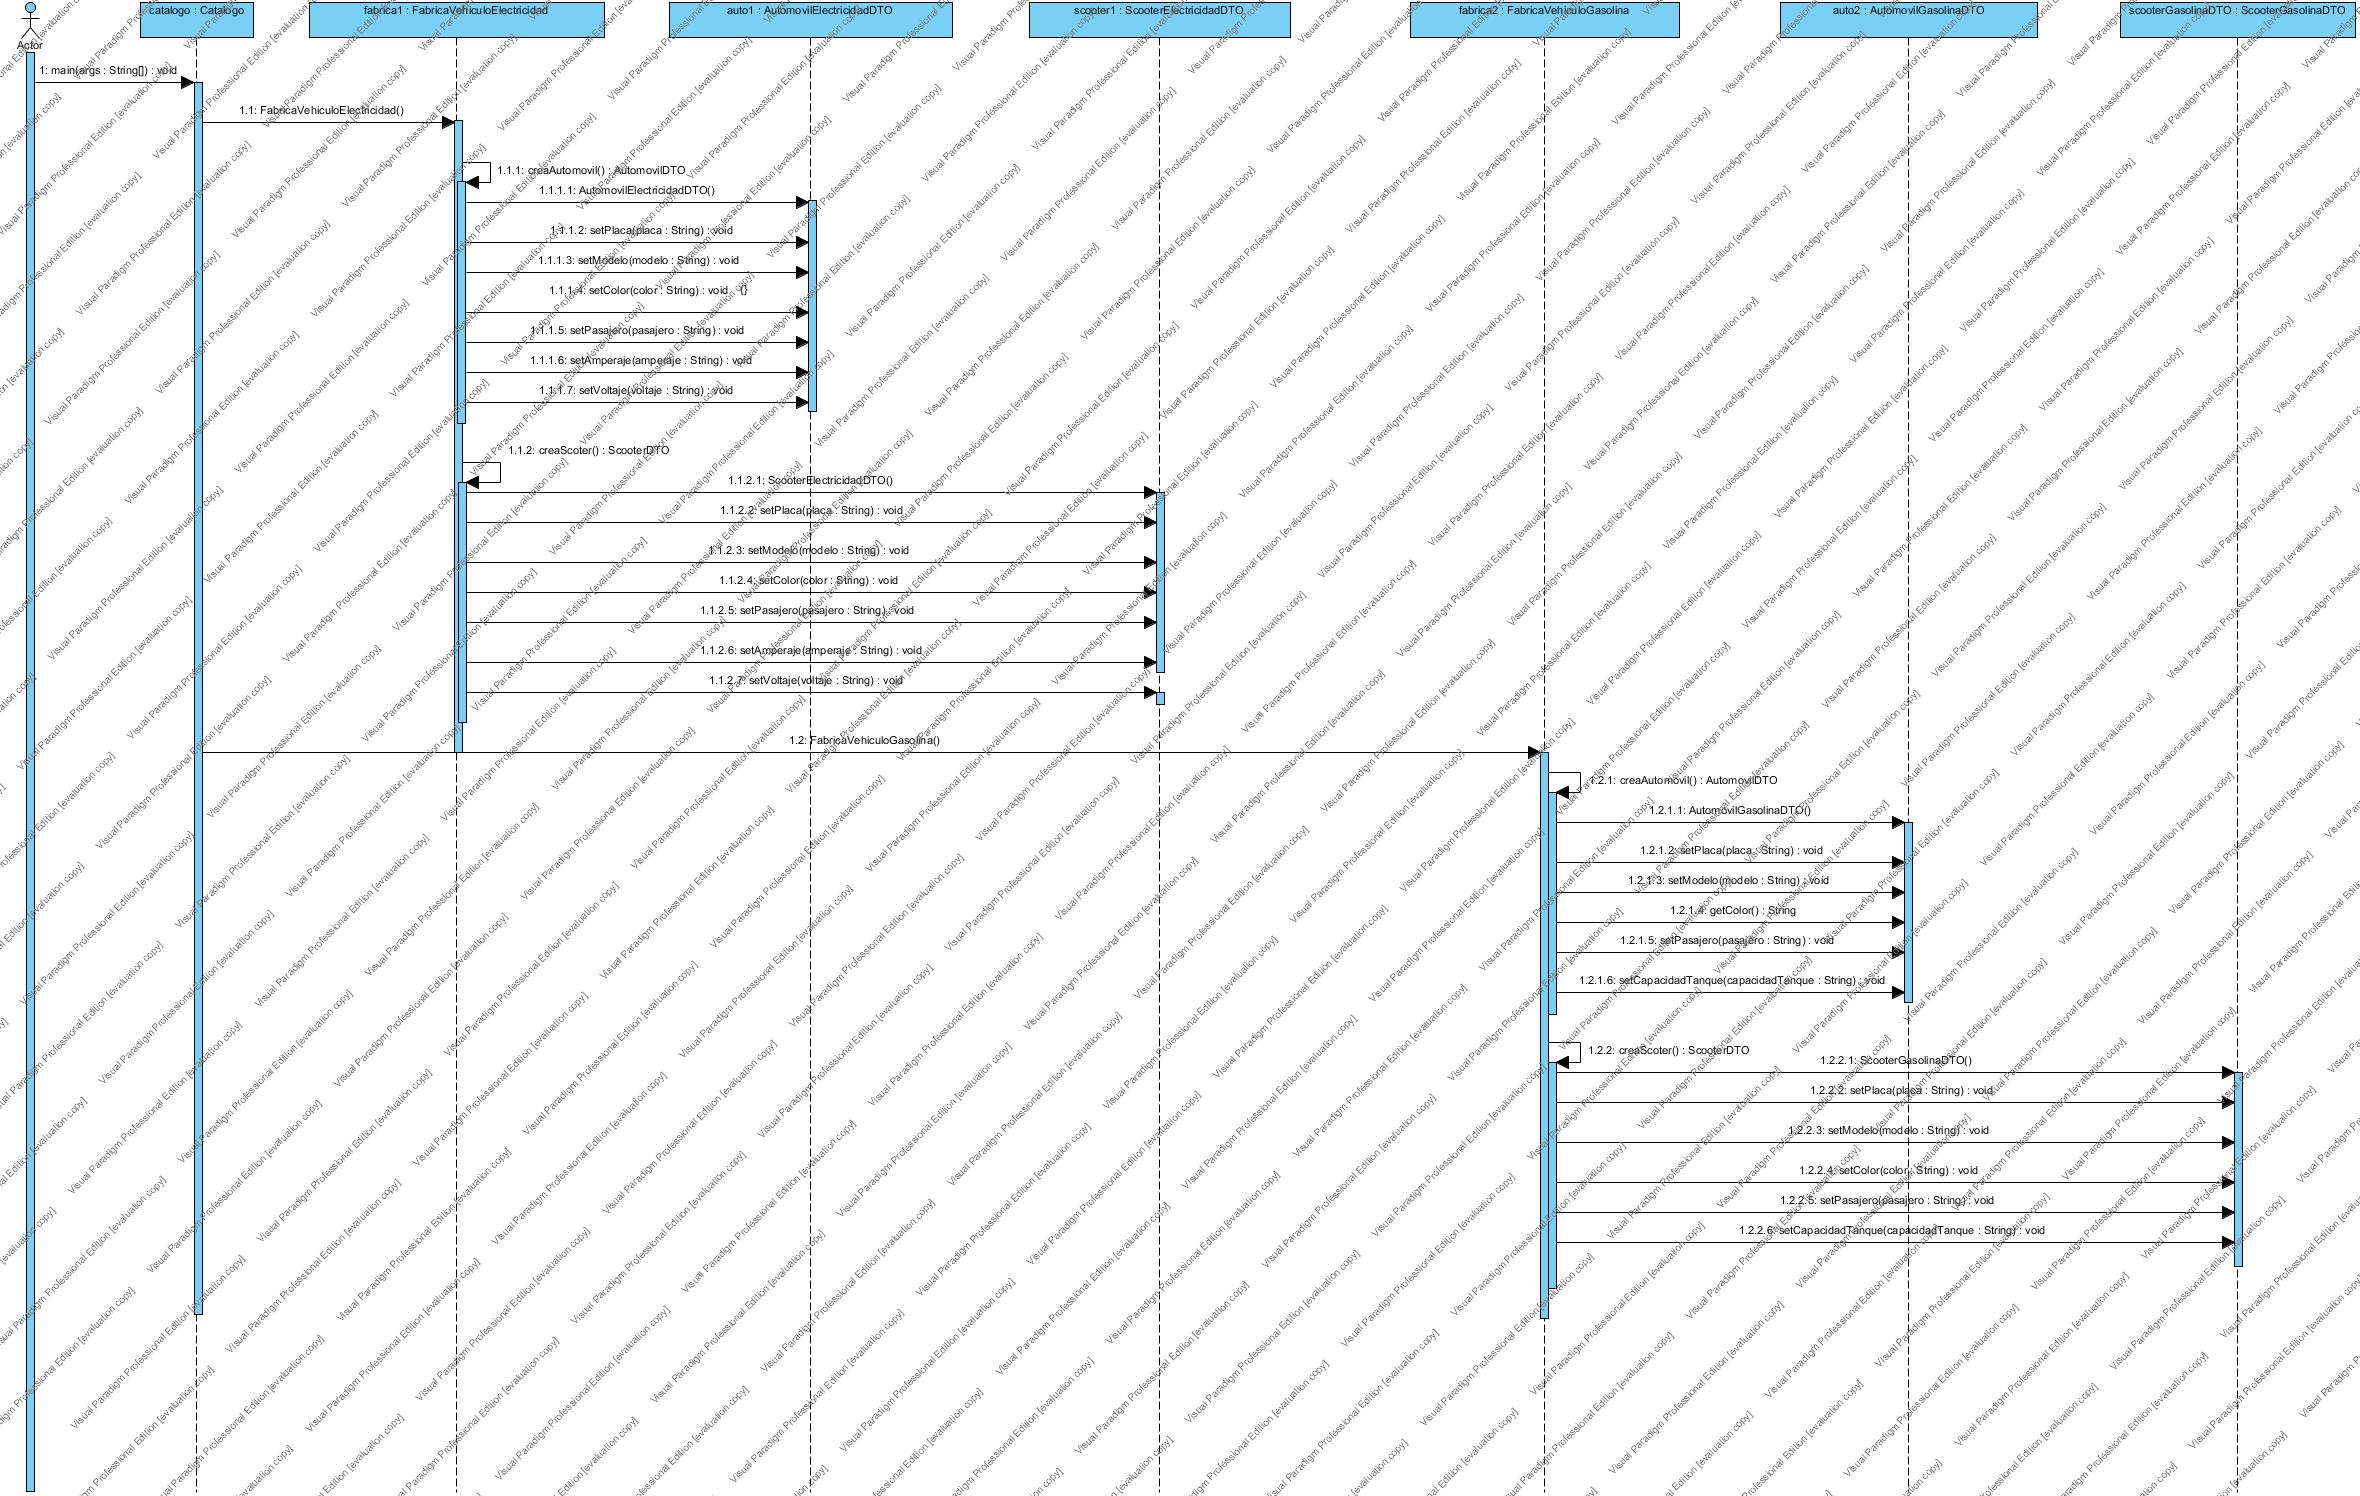 catalogo : Catalogo
fabrica1 : FabricaVehiculoElectricidad
auto1 : AutomovilElectricidadDTO
scooter1 : ScooterElectricidadDTO
fabrica2 : FabricaVehiculoGasolina
auto2 : AutomovilGasolinaDTO
scooterGasolinaDTO : ScooterGasolinaDTO
Actor
1: main(args : String[]) : void
1.1: FabricaVehiculoElectricidad()
1.1.1: creaAutomovil() : AutomovilDTO
1.1.1.1: AutomovilElectricidadDTO()
1.1.1.2: setPlaca(placa : String) : void
1.1.1.3: setModelo(modelo : String) : void
1.1.1.4: setColor(color : String) : void {}
1.1.1.5: setPasajero(pasajero : String) : void
1.1.1.6: setAmperaje(amperaje : String) : void
1.1.1.7: setVoltaje(voltaje : String) : void
1.1.2: creaScoter() : ScooterDTO
1.1.2.1: ScooterElectricidadDTO()
1.1.2.2: setPlaca(placa : String) : void
1.1.2.3: setModelo(modelo : String) : void
1.1.2.4: setColor(color : String) : void
1.1.2.5: setPasajero(pasajero : String) : void
1.1.2.6: setAmperaje(amperaje : String) : void
1.1.2.7: setVoltaje(voltaje : String) : void
1.2: FabricaVehiculoGasolina()
1.2.1: creaAutomovil() : AutomovilDTO
1.2.1.1: AutomovilGasolinaDTO()
1.2.1.2: setPlaca(placa : String) : void
1.2.1.3: setModelo(modelo : String) : void
1.2.1.4: getColor() : String
1.2.1.5: setPasajero(pasajero : String) : void
1.2.1.6: setCapacidadTanque(capacidadTanque : String) : void
1.2.2: creaScoter() : ScooterDTO
1.2.2.1: ScooterGasolinaDTO()
1.2.2.2: setPlaca(placa : String) : void
1.2.2.3: setModelo(modelo : String) : void
1.2.2.4: setColor(color : String) : void
1.2.2.5: setPasajero(pasajero : String) : void
1.2.2.6: setCapacidadTanque(capacidadTanque : String) : void
Visual Paradigm Professional Edition [evaluation copy]